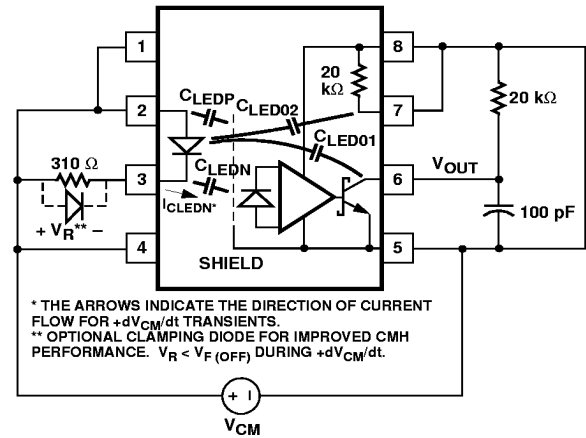 1
8
20
kΩ
CLEDP
CLED02
2
7
20 kΩ
CLED01
310 Ω
CLEDN
VOUT
3
6
ICLEDN*
+ VR** –
100 pF
4
5
SHIELD
* THE ARROWS INDICATE THE DIRECTION OF CURRENT
FLOW FOR +dVCM/dt TRANSIENTS.
** OPTIONAL CLAMPING DIODE FOR IMPROVED CMH
PERFORMANCE. VR < VF (OFF) DURING +dVCM/dt.
+ –
VCM